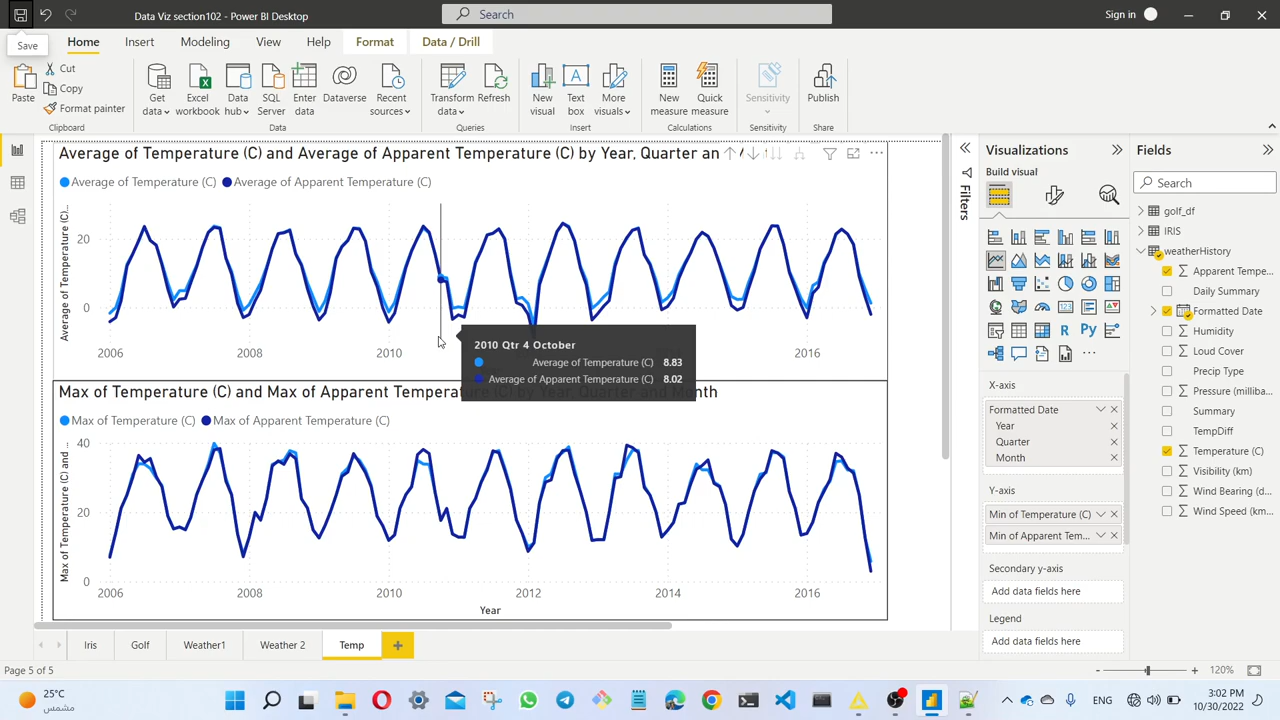 Data Viz section102 - Power BI Desktop
Search
Sign in
Save
Home
Insert
Modeling
View
Help
Format
Data / Drill
Paste
Cut
Copy
Format painter
Get data
Excel workbook
Data hub
SQL Server
Enter data
Dataverse
Recent sources
Transform data
Refresh
New visual
Text box
More visuals
New measure
Quick measure
Sensitivity
Publish
Clipboard
Data
Queries
Insert
Calculations
Sensitivity
Share
Average of Temperature (C) and Average of Apparent Temperature (C) by Year, Quarter an
Average of Temperature (C)
Average of Apparent Temperature (C)
Average of Temperature (C)...
20
0
2006
2008
2010
2016
2010 Qtr 4 October
Average of Temperature (C) 8.83
Average of Apparent Temperature (C) 8.02
Max of Temperature (C) and Max of Apparent Temperature (C) by Year, Quarter and Month
Max of Temperature (C)
Max of Apparent Temperature (C)
Max of Temperature (C) and ...
40
20
0
2006
2008
2010
2012
2014
2016
Year
Filters
Visualizations
Build visual
X-axis
Formatted Date
Year
Quarter
Month
Y-axis
Min of Temperature (C)
Min of Apparent Tem...
Secondary y-axis
Add data fields here
Legend
Add data fields here
Fields
Search
golf_df
IRIS
weatherHistory
Apparent Tempe...
Daily Summary
Formatted Date
Humidity
Loud Cover
Precip Type
Pressure (milliba...
Summary
TempDiff
Temperature (C)
Visibility (km)
Wind Bearing (d...
Wind Speed (km...
Iris
Golf
Weather1
Weather 2
Temp
Page 5 of 5
120%
25°C
مشمس
ENG
3:02 PM
10/30/2022